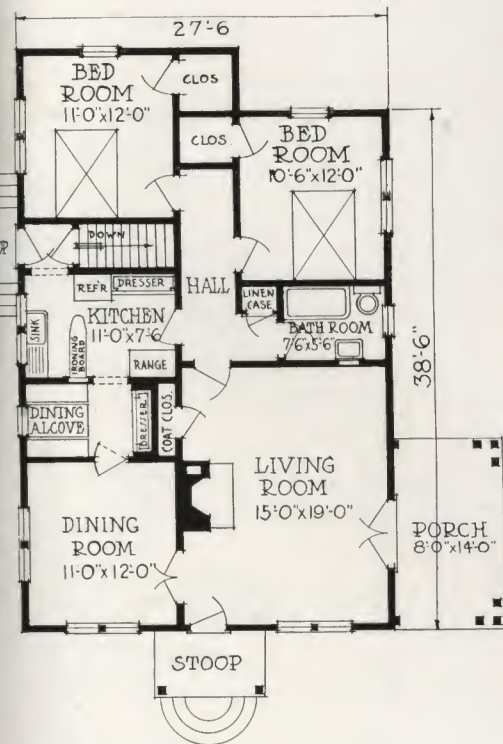 27'-6
BED
ROOM
11'-0"x12'-0"
CLOS
CLOS.
BED
ROOM
10'-6"x12'-0"
DOWN
REF'R
DRESSER
HALL
LINEN
CASE
KITCHEN
11'-0"x7'-6
SINK
IRONING
BOARD
RANGE
BATH ROOM
7'6"x5'-6"
38'-6"
DINING
ALCOVE
DRESSER
COAT CLOS.
LIVING
ROOM
15'-0"x19'-0"
DINING
ROOM
11'-0"x12'-0"
PORCH
8'-0"x14'-0"
STOOP